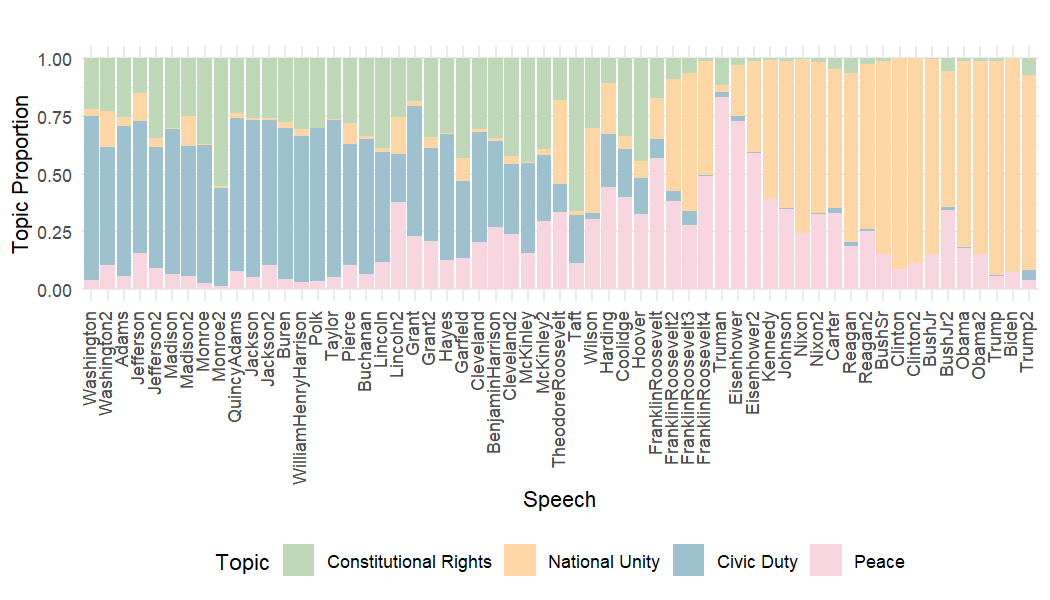 1.00
0.75
0.50
0.25
0.00
Topic Proportion
Washington
Washington2
Adams
Jefferson
Jefferson2
Madison
Madison2
Monroe
Monroe2
QuincyAdams
Jackson
Jackson2
Buren
WilliamHenryHarrison
Polk
Taylor
Pierce
Buchanan
Lincoln
Lincoln2
Grant
Grant2
Hayes
Garfield
Cleveland
BenjaminHarrison
Cleveland2
McKinley
McKinley2
TheodoreRoosevelt
Taft
Wilson
Harding
Coolidge
Hoover
FranklinRoosevelt
FranklinRoosevelt2
FranklinRoosevelt3
FranklinRoosevelt4
Truman
Eisenhower
Eisenhower2
Kennedy
Johnson
Nixon
Nixon2
Carter
Reagan
Reagan2
BushSr
Clinton
Clinton2
BushJr
BushJr2
Obama
Obama2
Trump
Biden
Trump2
Speech
Topic Constitutional Rights National Unity Civic Duty Peace